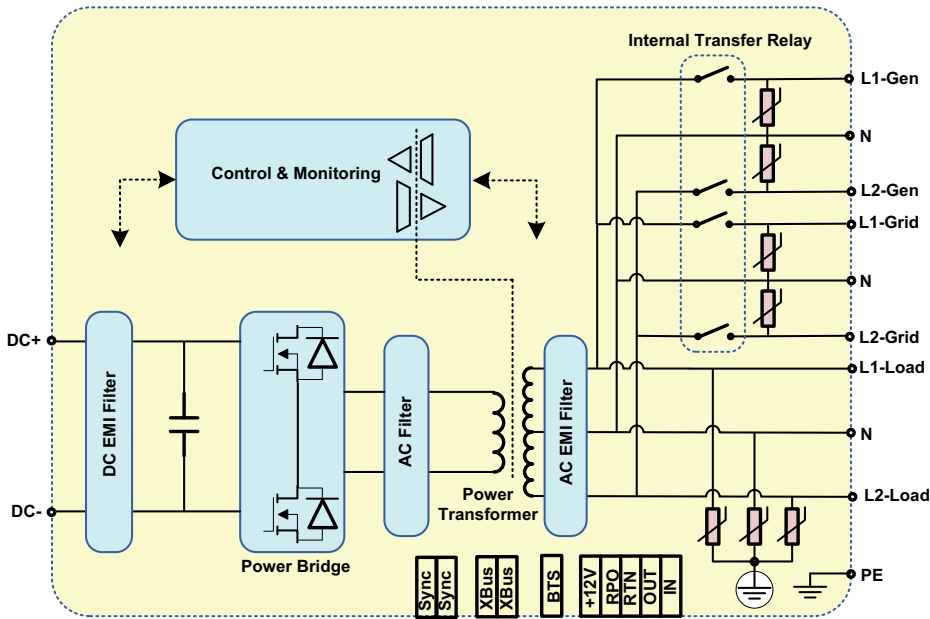 Internal Transfer Relay
L1-Gen
N
L2-Gen
L1-Grid
N
L2-Grid
L1-Load
N
L2-Load
PE
Control & Monitoring
DC+
DC-
DC EMI Filter
Power Bridge
AC Filter
Power
Transformer
AC EMI Filter
Sync
Sync
XBus
XBus
BTS
+12V
RPO
RTN
OUT
IN